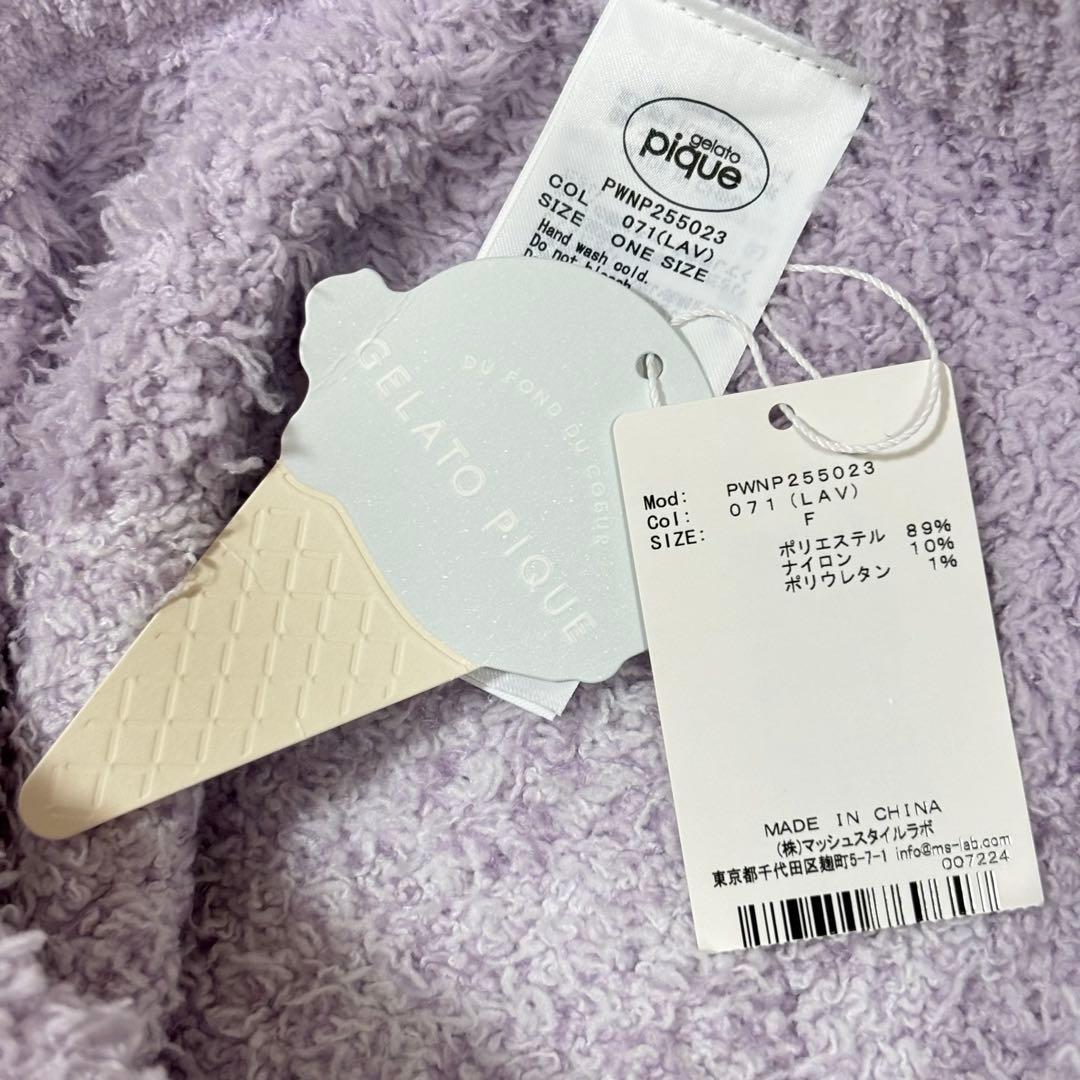 gelato
pique
PWNP255023
COL 071(LAV)
SIZE ONE SIZE
Hand wash cold.
Do not bleach.
DU FOND DU COEUR
GELATO PIQUE
Mod: PWNP255023
Col: 071 (LAV)
SIZE: F
ポリエステル 89%
ナイロン 10%
ポリウレタン 1%
MADE IN CHINA
(株)マッシュスタイルラボ
東京都千代田区麹町5-7-1 info@ms-lab.com
007224